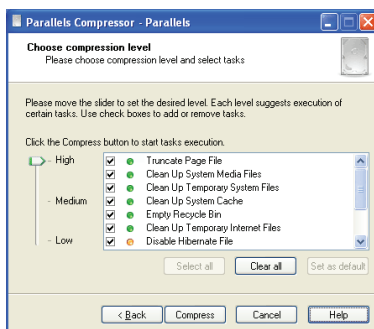 Parallels Compressor - Parallels
Choose compression level
Please choose compression level and select tasks
Please move the slider to set the desired level. Each level suggests execution of
certain tasks. Use check boxes to add or remove tasks.
Click the Compress button to start tasks execution.
High
Medium
Low
Truncate Page File
Clean Up System Media Files
Clean Up Temporary System Files
Clean Up System Cache
Empty Recycle Bin
Clean Up Temporary Internet Files
Disable Hibernate File
Select all
Clear all
Set as default
< Back
Compress
Cancel
Help